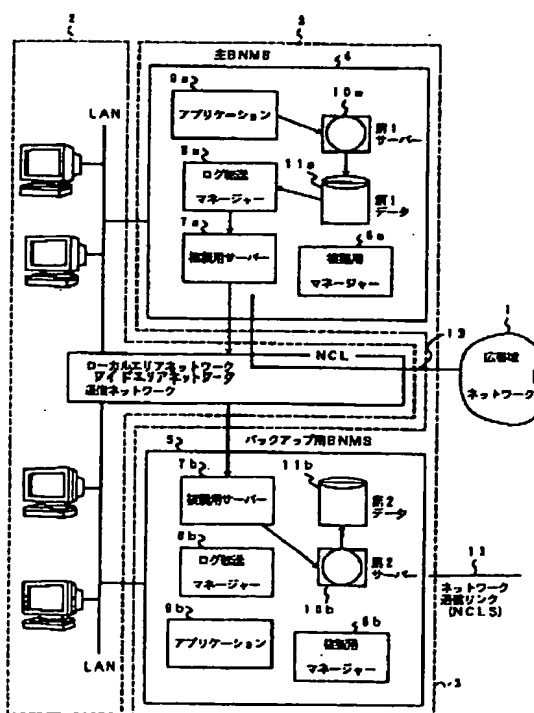 2
3
主BNMS
4
LAN
9a
アプリケーション
10a
第1
サーバー
8a
ログ転送
マネージャー
11a
第1
データ
7a
複製用サーバー
6a
複製用
マネージャー
13
1
広帯域
ネットワーク
NCL
ローカルエリアネットワーク
ワイドエリアネットワーク
通信ネットワーク
5
バックアップ用BNMS
7b
複製用サーバー
11b
第2
データ
8b
ログ転送
マネージャー
第2
サーバー
10b
13
ネットワーク
通信リンク
(NCLS)
9b
アプリケーション
6b
複製用
マネージャー
LAN
3